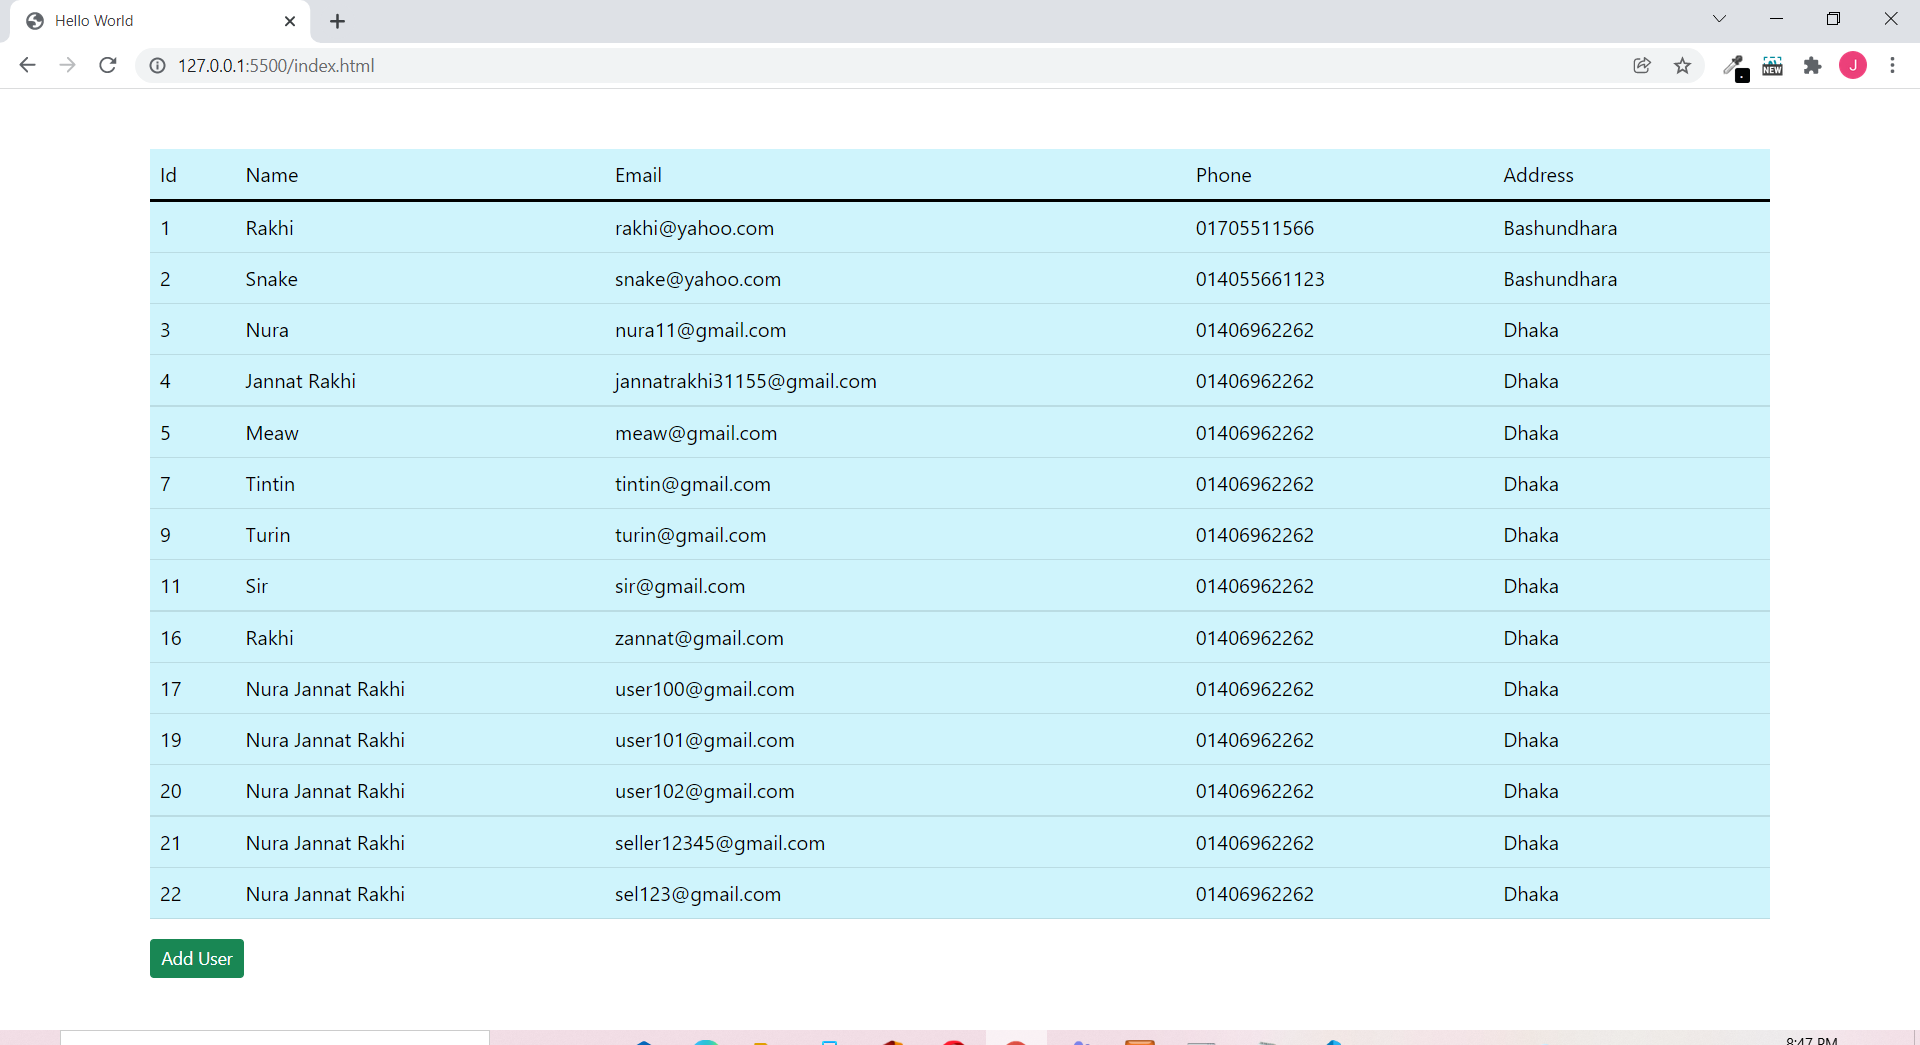 Hello World
127.0.0.1:5500/index.html
NEW
J
Id Name Email Phone Address
1 Rakhi rakhi@yahoo.com 01705511566 Bashundhara
2 Snake snake@yahoo.com 014055661123 Bashundhara
3 Nura nura11@gmail.com 01406962262 Dhaka
4 Jannat Rakhi jannatrakhi31155@gmail.com 01406962262 Dhaka
5 Meaw meaw@gmail.com 01406962262 Dhaka
7 Tintin tintin@gmail.com 01406962262 Dhaka
9 Turin turin@gmail.com 01406962262 Dhaka
11 Sir sir@gmail.com 01406962262 Dhaka
16 Rakhi zannat@gmail.com 01406962262 Dhaka
17 Nura Jannat Rakhi user100@gmail.com 01406962262 Dhaka
19 Nura Jannat Rakhi user101@gmail.com 01406962262 Dhaka
20 Nura Jannat Rakhi user102@gmail.com 01406962262 Dhaka
21 Nura Jannat Rakhi seller12345@gmail.com 01406962262 Dhaka
22 Nura Jannat Rakhi sel123@gmail.com 01406962262 Dhaka
Add User
8:47 PM